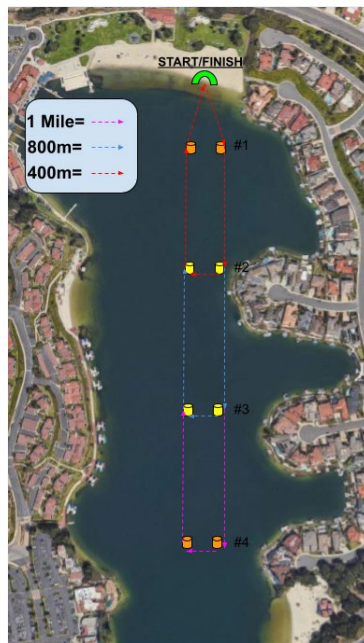 START/FINISH
1 Mile=
800m=
400m=
#1
#2
#3
#4